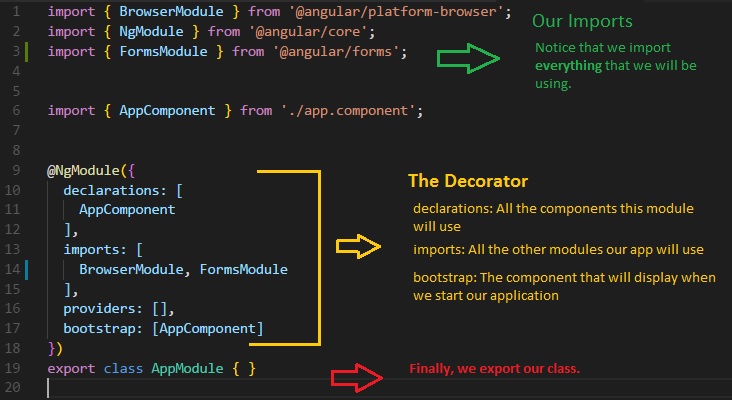 1 import { BrowserModule } from '@angular/platform-browser';
2 import { NgModule } from '@angular/core';
3 import { FormsModule } from '@angular/forms';
4
5
6 import { AppComponent } from './app.component';
7
8
9 @NgModule({
10 declarations: [
11 AppComponent
12 ],
13 imports: [
14 BrowserModule, FormsModule
15 ],
16 providers: [],
17 bootstrap: [AppComponent]
18 })
19 export class AppModule { }
20
Our Imports
Notice that we import
everything that we will be
using.
The Decorator
declarations: All the components this module
will use
imports: All the other modules our app will use
bootstrap: The component that will display when
we start our application
Finally, we export our class.